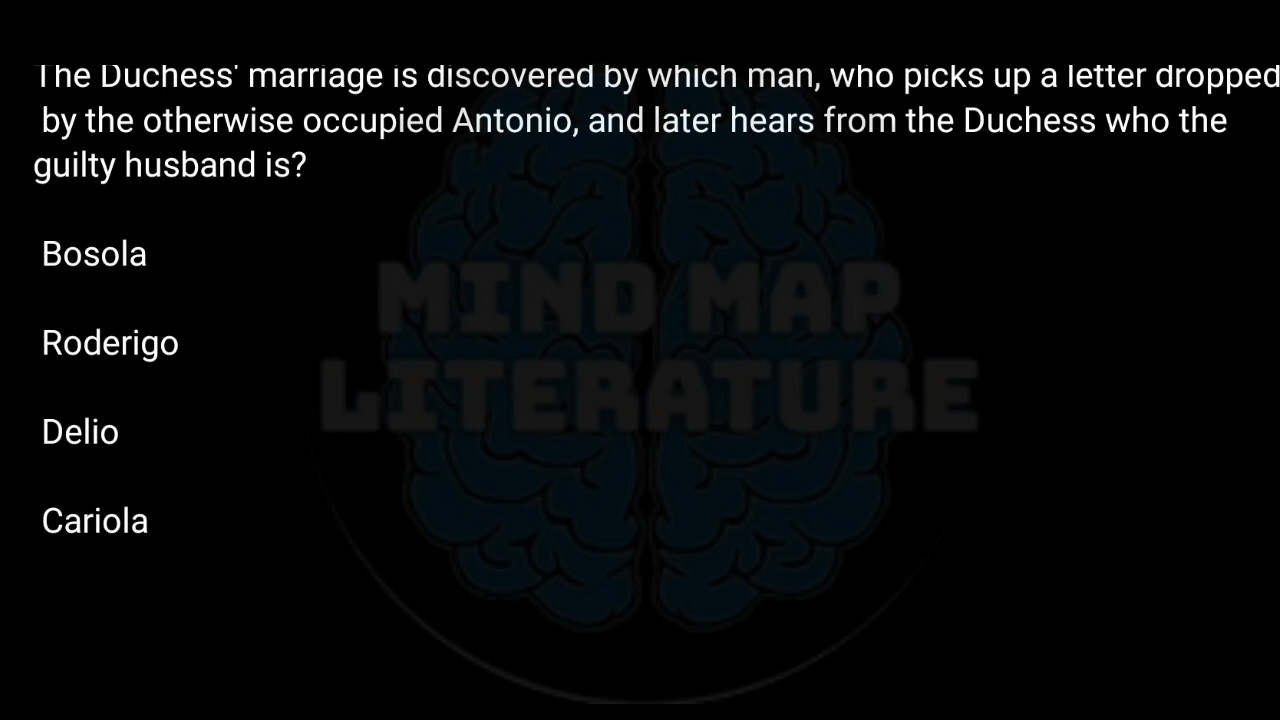 The Duchess' marriage is discovered by which man, who picks up a letter dropped
by the otherwise occupied Antonio, and later hears from the Duchess who the
guilty husband is?
Bosola
MIND MAP
Roderigo
LITERATURE
Delio
Cariola